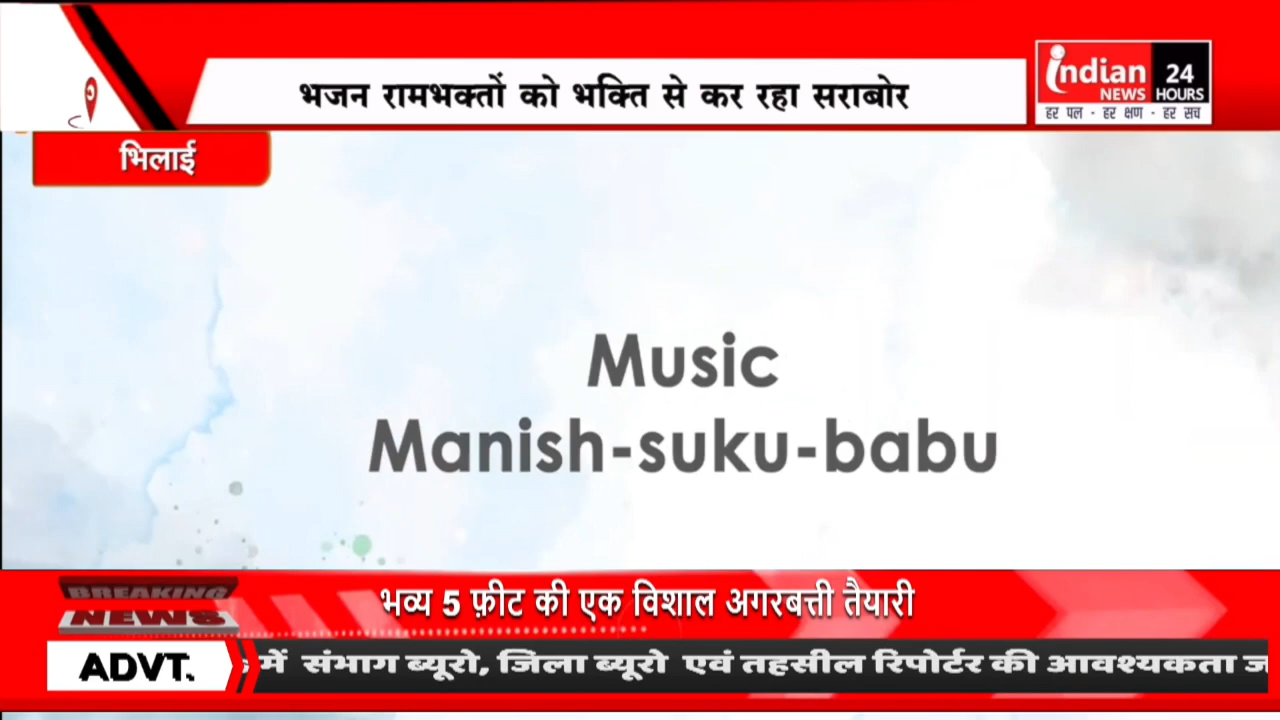 भजन रामभक्तों को भक्ति से कर रहा सराबोर
indian NEWS 24 HOURS
हर पल - हर क्षण - हर सच
भिलाई
Music
Manish-suku-babu
BREAKING NEWS
भव्य 5 फ़ीट की एक विशाल अगरबत्ती तैयारी
ADVT.
में संभाग ब्यूरो, जिला ब्यूरो एवं तहसील रिपोर्टर की आवश्यकता